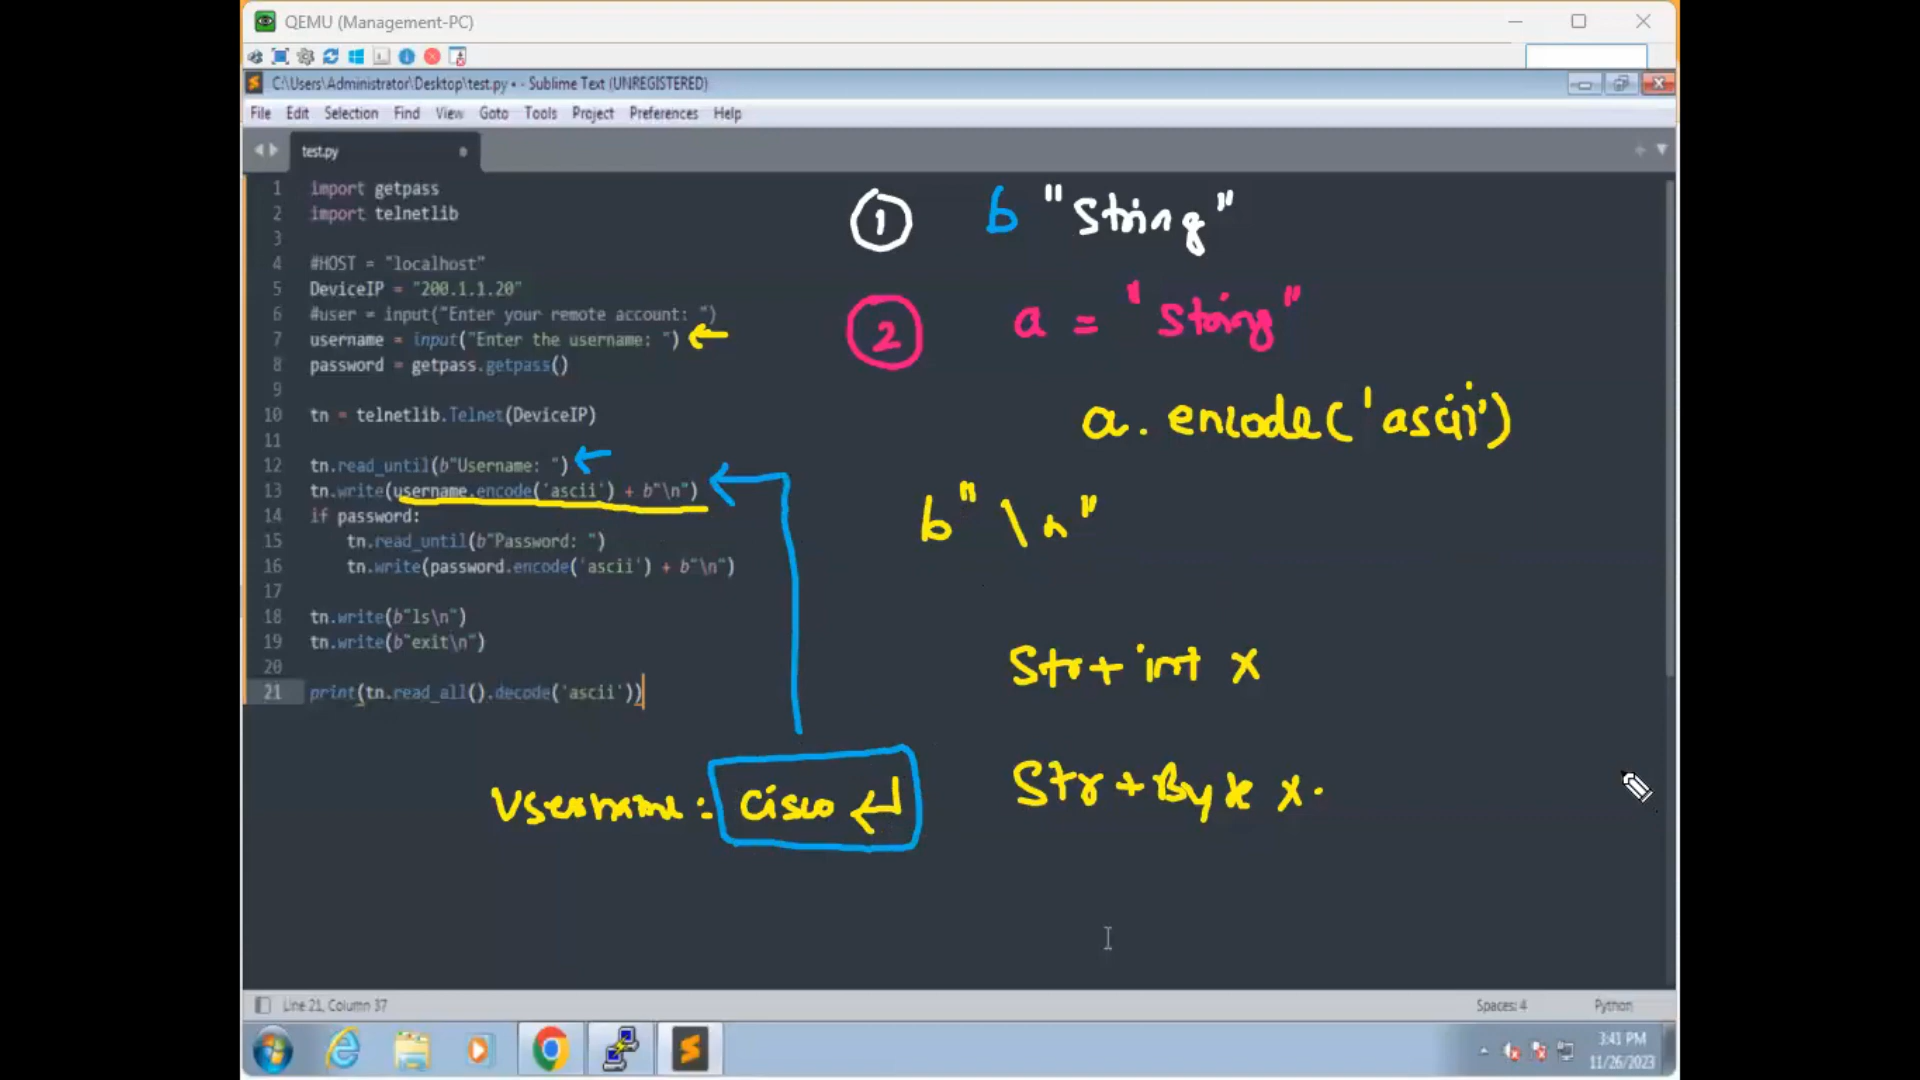 QEMU (Management-PC)
C:\Users\Administrator\Desktop\test.py • - Sublime Text (UNREGISTERED)
File Edit Selection Find View Goto Tools Project Preferences Help
test.py
1 import getpass
2 import telnetlib
3
4 #HOST = "localhost"
5 DeviceIP = "200.1.1.20"
6 #user = input("Enter your remote account: ")
7 username = input("Enter the username: ")
8 password = getpass.getpass()
9
10 tn = telnetlib.Telnet(DeviceIP)
11
12 tn.read_until(b"Username: ")
13 tn.write(username.encode('ascii') + b"\n")
14 if password:
15 tn.read_until(b"Password: ")
16 tn.write(password.encode('ascii') + b"\n")
17
18 tn.write(b"ls\n")
19 tn.write(b"exit\n")
20
21 print(tn.read_all().decode('ascii'))
1 b "String"
2 a = "String"
a.encode('ascii')
b"\n"
Str + int x
Str + Byte x.
Username: Cisco ↵
Line 21, Column 37
Spaces: 4 Python
3:41 PM
11/26/2023